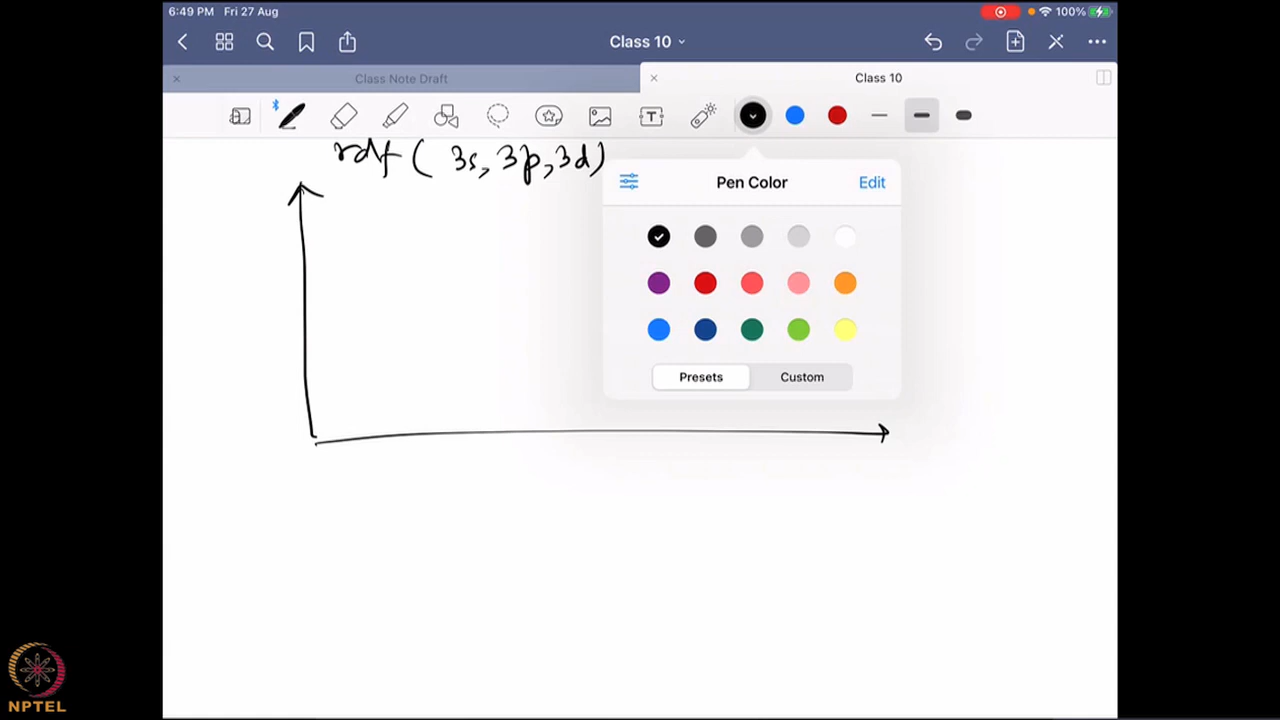 6:49 PM Fri 27 Aug 100%
Class 10
Class Note Draft Class 10
rdf ( 3s, 3p, 3d)
Pen Color Edit
Presets Custom
NPTEL